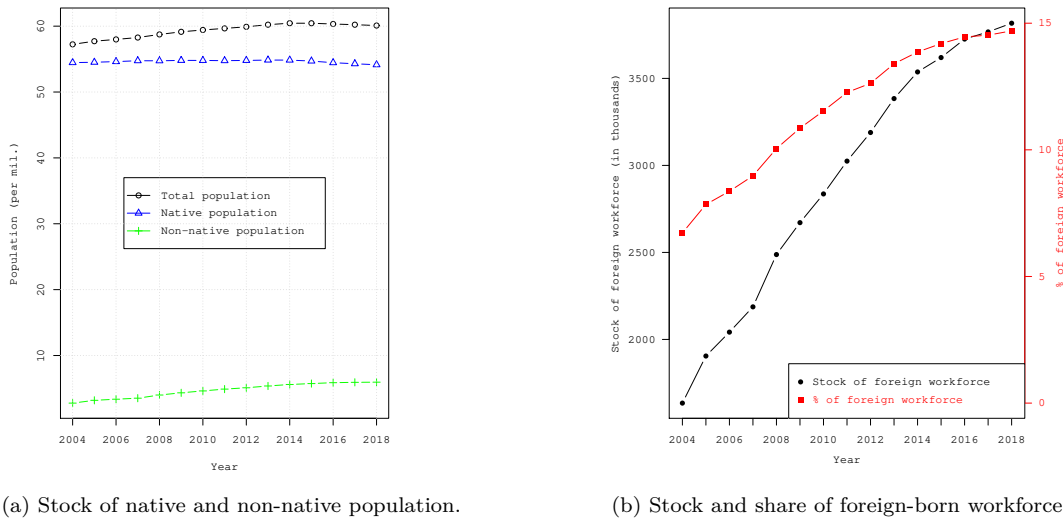 60
50
40
30
20
10
Population (per mil.)
Total population
Native population
Non-native population
2004 2006 2008 2010 2012 2014 2016 2018
Year
(a) Stock of native and non-native population.
3500
3000
2500
2000
Stock of foreign workforce (in thousands)
15
10
5
0
% of foreign workforce
Stock of foreign workforce
% of foreign workforce
2004 2006 2008 2010 2012 2014 2016 2018
Year
(b) Stock and share of foreign-born workforce